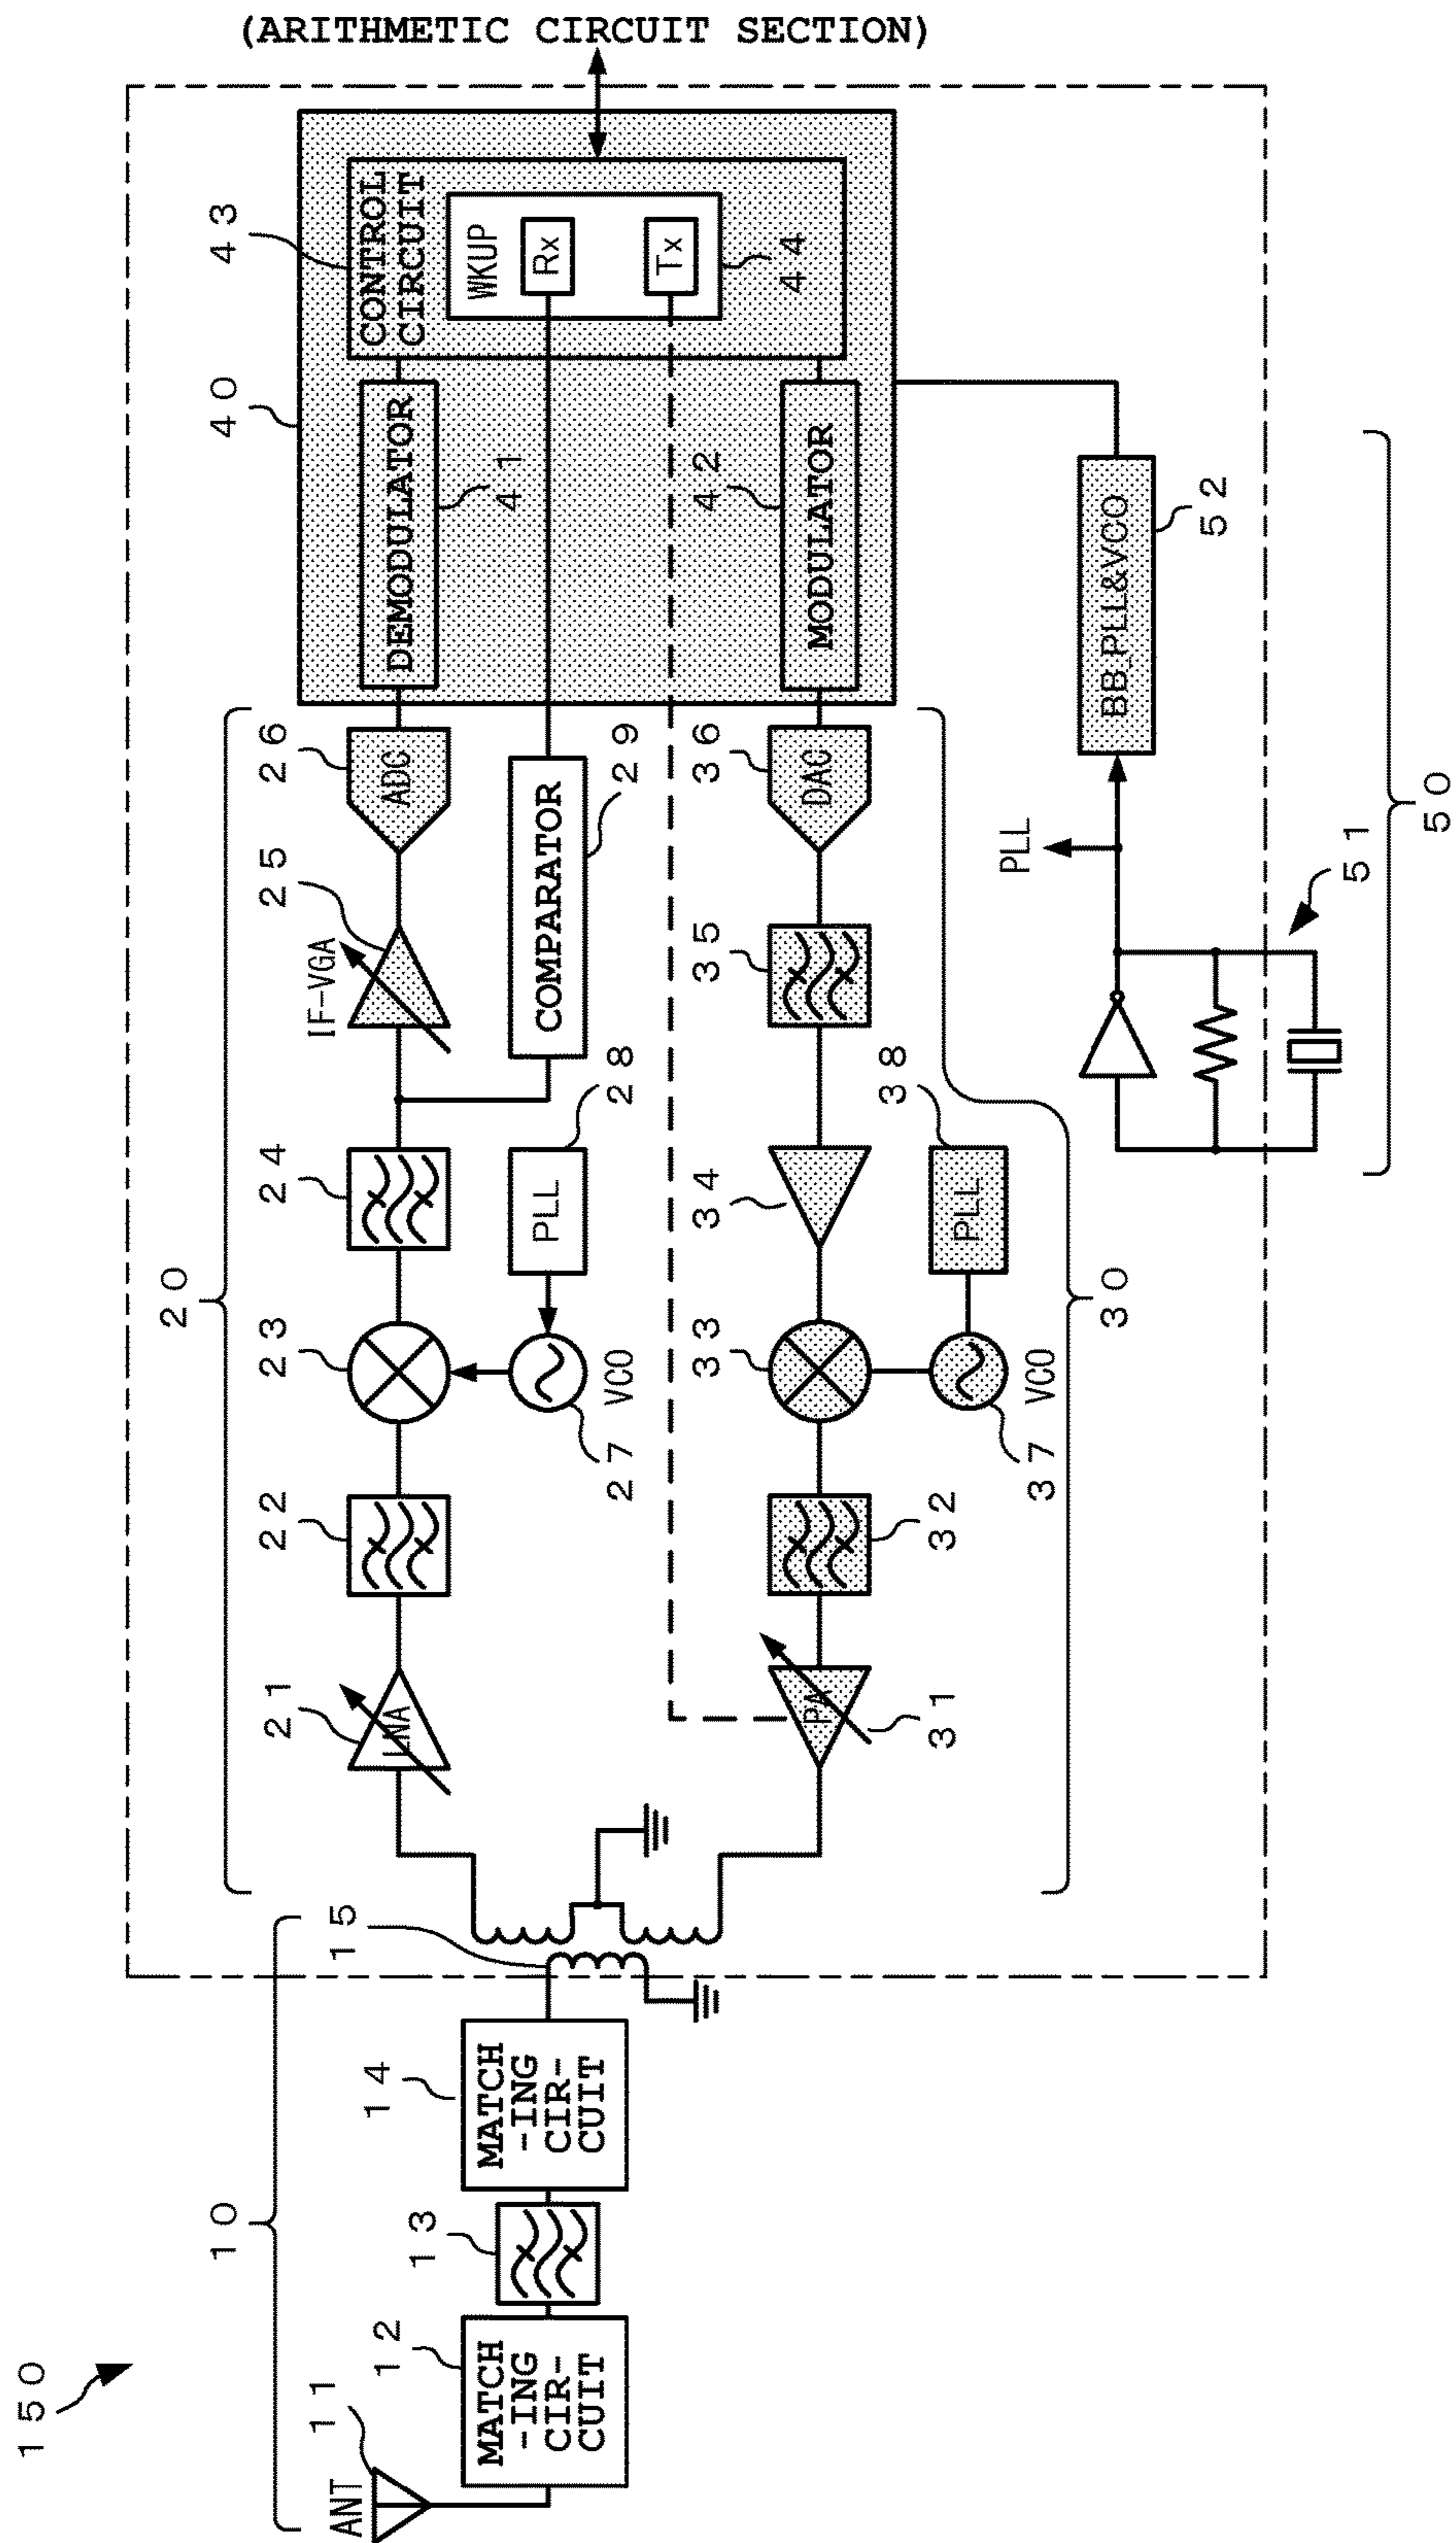 150
10
ANT
11
12
MATCH
-ING
CIR-
CUIT
13
14
MATCH
-ING
CIR-
CUIT
15
20
21
LNA
22
23
27
VCO
24
28
PLL
IF-VGA
25
26
ADC
COMPARATOR
29
30
31
PA
32
33
37
VCO
34
38
PLL
35
36
DAC
40
DEMODULATOR
41
42
MODULATOR
43
CONTROL
CIRCUIT
WKUP
Rx
Tx
44
(ARITHMETIC CIRCUIT SECTION)
PLL
BB_PLL&VCO
52
51
50